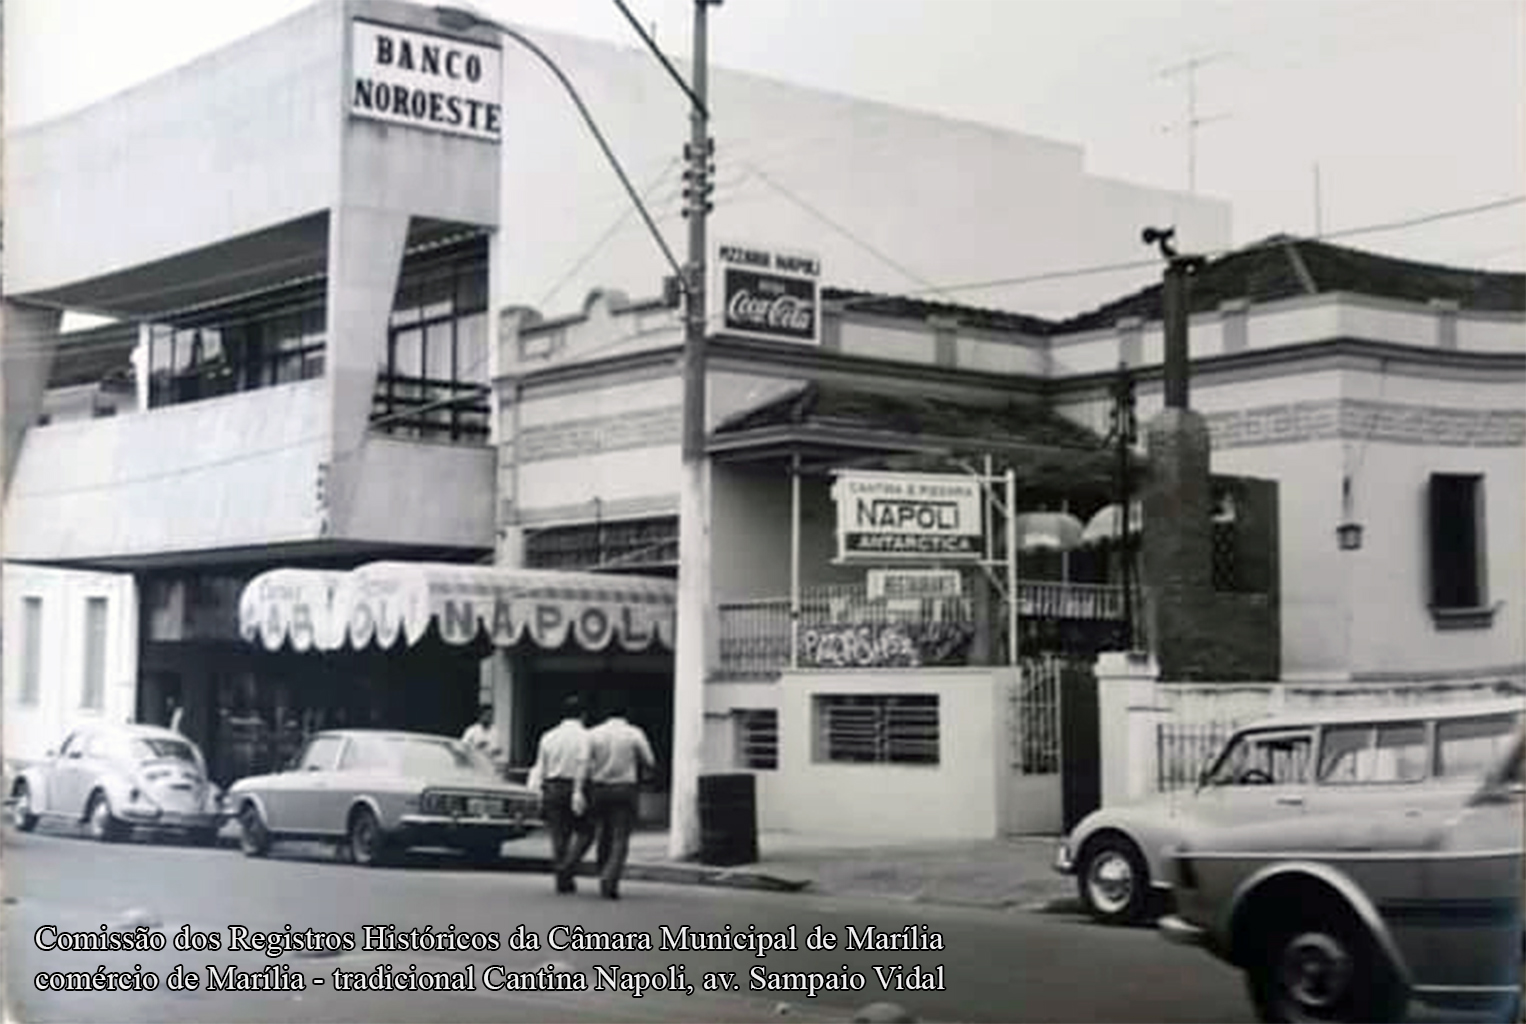 BANCO
NOROESTE
PIZZARIA NAPOLI
Coca-Cola
CANTINA E PIZZARIA
NAPOLI
ANTARCTICA
RESTAURANTE
NAPOLI
NAPOLI
Comissão dos Registros Históricos da Câmara Municipal de Marília
comércio de Marília - tradicional Cantina Napoli, av. Sampaio Vidal